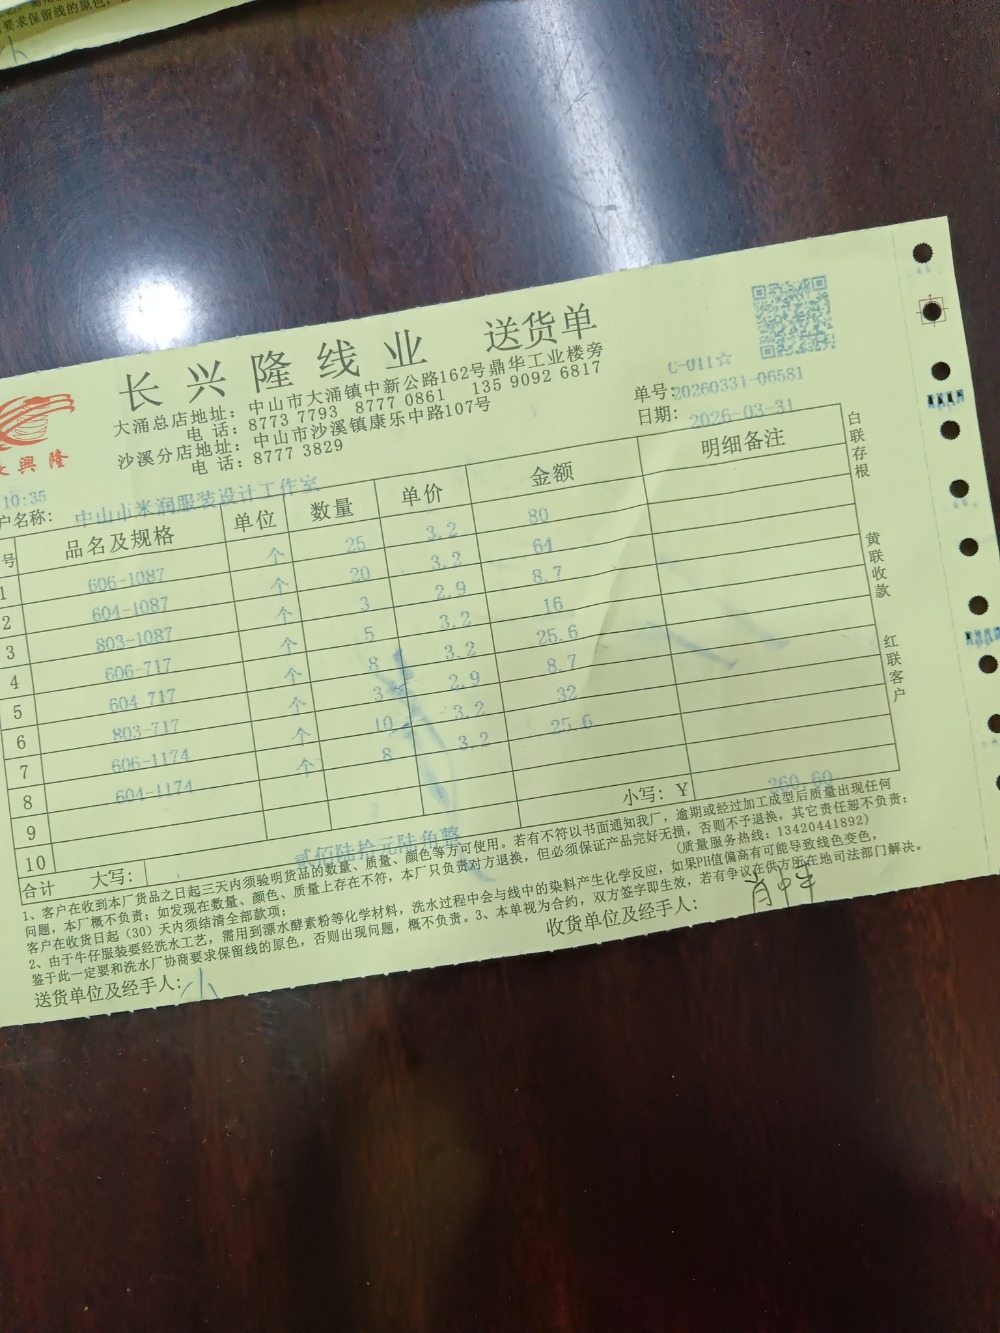 要求保留线的原色，
长兴隆线业 送货单
大涌总店地址：中山市大涌镇中新公路162号鼎华工业楼旁
电 话：8773 7793 8777 0861 135 9092 6817
沙溪分店地址：中山市沙溪镇康乐中路107号
电 话：8777 3829
C-011☆
单号：20260331-06581
日期：2026-03-31
興隆
10:35
户名称：中山市米润服装设计工作室
号 品名及规格 单位 数量 单价 金额 明细备注
1 606-1087 个 25 3.2 80
2 604-1087 个 20 3.2 64
3 803-1087 个 3 2.9 8.7
4 606-717 个 5 3.2 16
5 604-717 个 8 3.2 25.6
6 803-717 个 3 2.9 8.7
7 606-1174 个 10 3.2 32
8 604-1174 个 8 3.2 25.6
9
10
合计 大写：贰佰陆拾元陆角整 小写：Y 260.60
白联存根
黄联收款
红联客户
1、客户在收到本厂货品之日起三天内须验明货品的数量、质量、颜色等方可使用。若有不符以书面通知我厂，逾期或经过加工成型后质量出现任何
问题，本厂概不负责；如发现在数量、颜色、质量上存在不符，本厂只负责对方退换，但必须保证产品完好无损，否则不予退换，其它责任恕不负责；
客户在收货日起（30）天内须结清全部款项； （质量服务热线：13420441892）
2、由于牛仔服装要经洗水工艺，需用到漂水酵素粉等化学材料，洗水过程中会与线中的染料产生化学反应，如果PH值偏高有可能导致线色变色，
鉴于此一定要和洗水厂协商要求保留线的原色，否则出现问题，概不负责。3、本单视为合约，双方签字即生效，若有争议在供方所在地司法部门解决。
送货单位及经手人：小 收货单位及经手人：